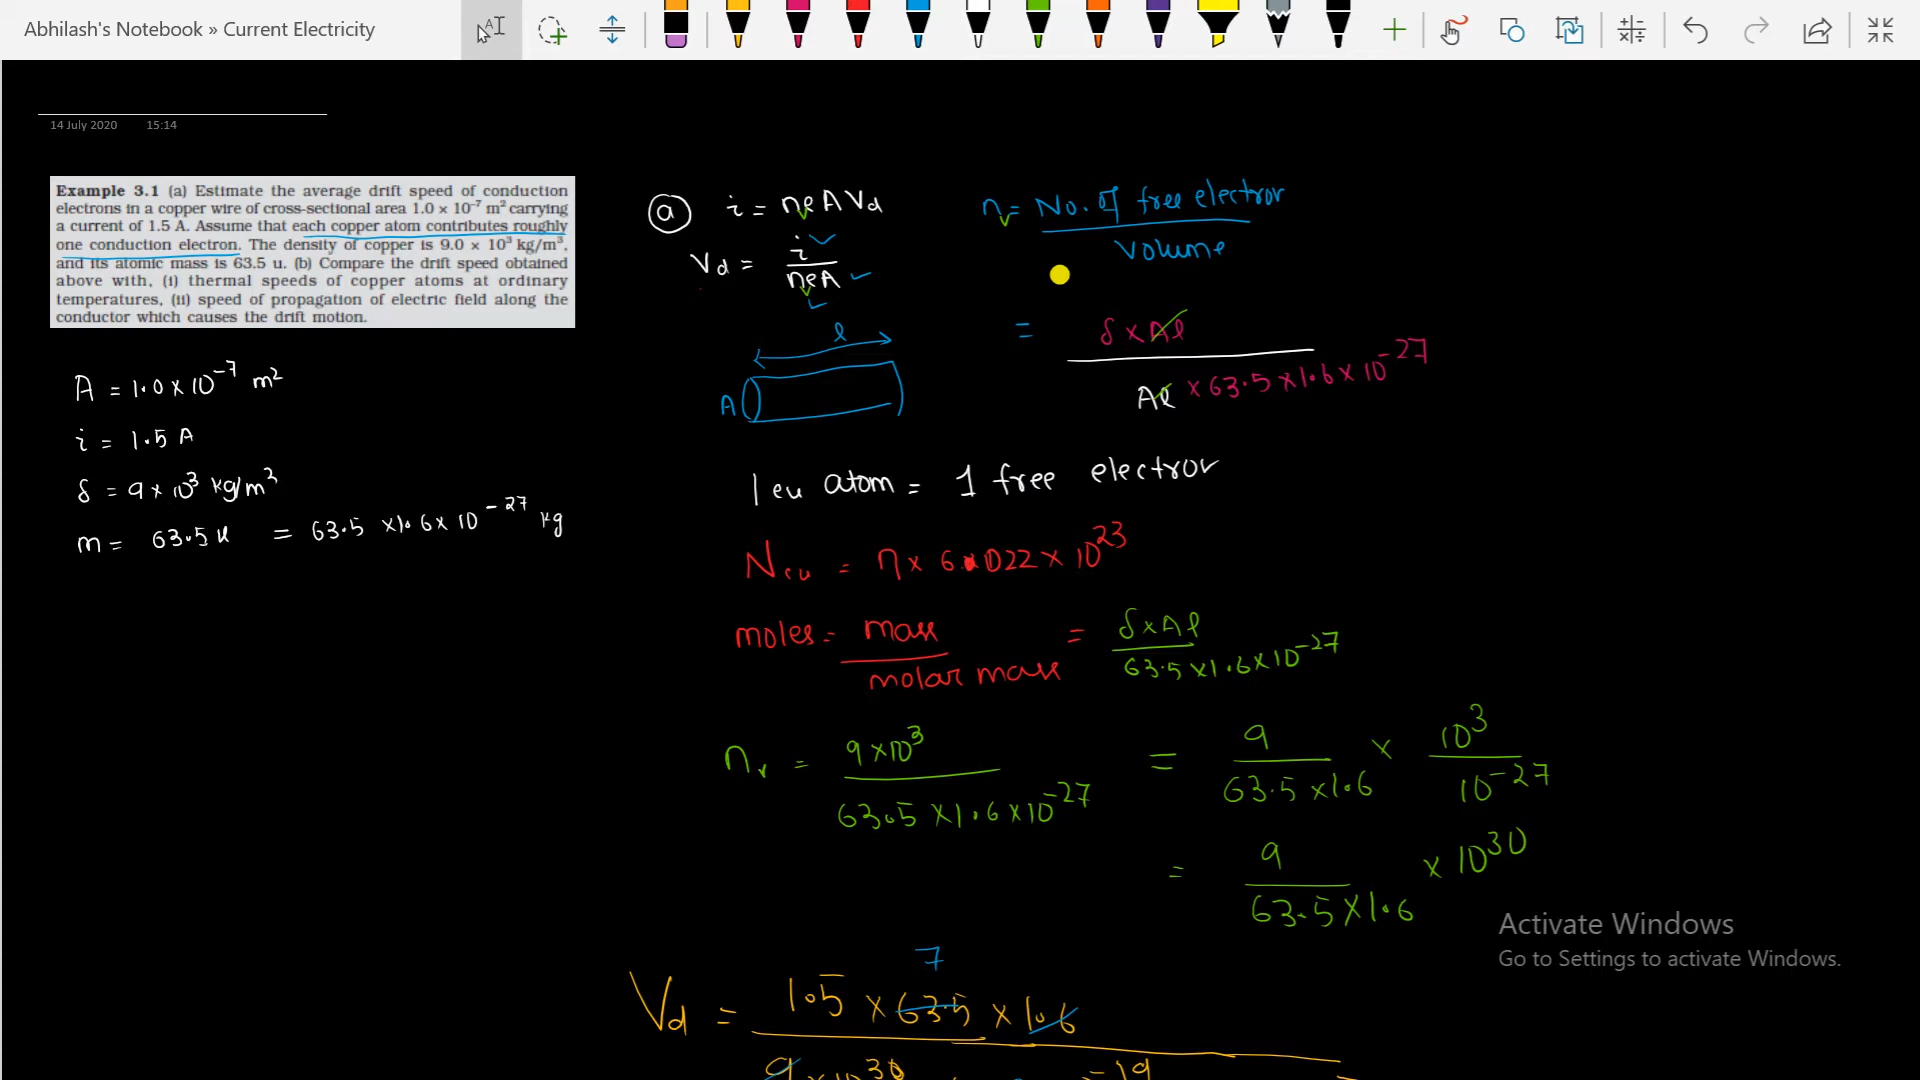 Abhilash's Notebook » Current Electricity
14 July 2020 15:14
Example 3.1 (a) Estimate the average drift speed of conduction
electrons in a copper wire of cross-sectional area 1.0 × 10⁻⁷ m² carrying
a current of 1.5 A. Assume that each copper atom contributes roughly
one conduction electron. The density of copper is 9.0 × 10³ kg/m³,
and its atomic mass is 63.5 u. (b) Compare the drift speed obtained
above with, (i) thermal speeds of copper atoms at ordinary
temperatures, (ii) speed of propagation of electric field along the
conductor which causes the drift motion.
A = 1.0 × 10⁻⁷ m²
i = 1.5 A
δ = 9 × 10³ kg/m³
m = 63.5 u = 63.5 × 1.6 × 10⁻²⁷ kg
(a) i = neAVd
Vd = i / neA
l
A
nv = No. of free electron / Volume
= δ × Al / Al × 63.5 × 1.6 × 10⁻²⁷
1 cu atom = 1 free electron
Ncu = n × 6.022 × 10²³
moles = mass / molar mass = δ × Al / 63.5 × 1.6 × 10⁻²⁷
nv = 9 × 10³ / 63.5 × 1.6 × 10⁻²⁷ = 9 / 63.5 × 1.6 × 10³ / 10⁻²⁷
= 9 / 63.5 × 1.6 × 10³⁰
7
Vd = 1.5 × 63.5 × 1.6
9 × 10³⁰ ⁻¹⁹
Activate Windows
Go to Settings to activate Windows.